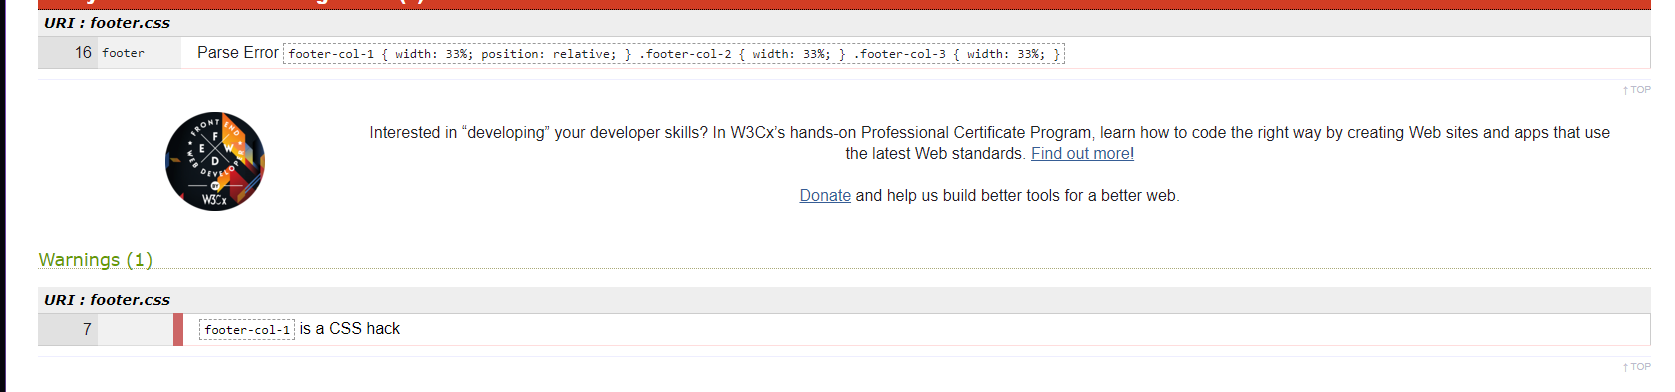 URI : footer.css
16 footer Parse Error footer-col-1 { width: 33%; position: relative; } .footer-col-2 { width: 33%; } .footer-col-3 { width: 33%; }
↑ TOP
FRONT END WEB DEVELOPER
F
E W
D
BY
W3Cx
Interested in “developing” your developer skills? In W3Cx’s hands-on Professional Certificate Program, learn how to code the right way by creating Web sites and apps that use
the latest Web standards. Find out more!
Donate and help us build better tools for a better web.
Warnings (1)
URI : footer.css
7 footer-col-1 is a CSS hack
↑ TOP